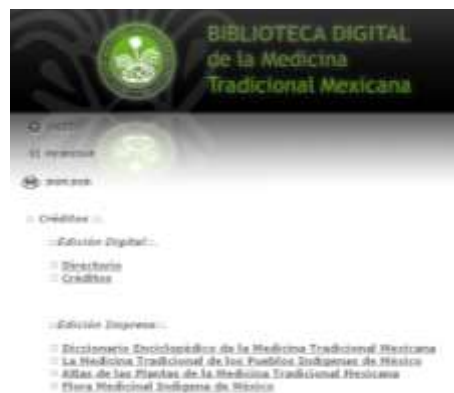 BIBLIOTECA DIGITAL
de la Medicina
Tradicional Mexicana
:: Créditos ::.
..:Edición Digital:..
Directorio
Créditos
..:Edición Impresa:..
Diccionario Enciclopédico de la Medicina Tradicional Mexicana
La Medicina Tradicional de los Pueblos Indígenas de México
Atlas de las Plantas de la Medicina Tradicional Mexicana
Flora Medicinal Indígena de México